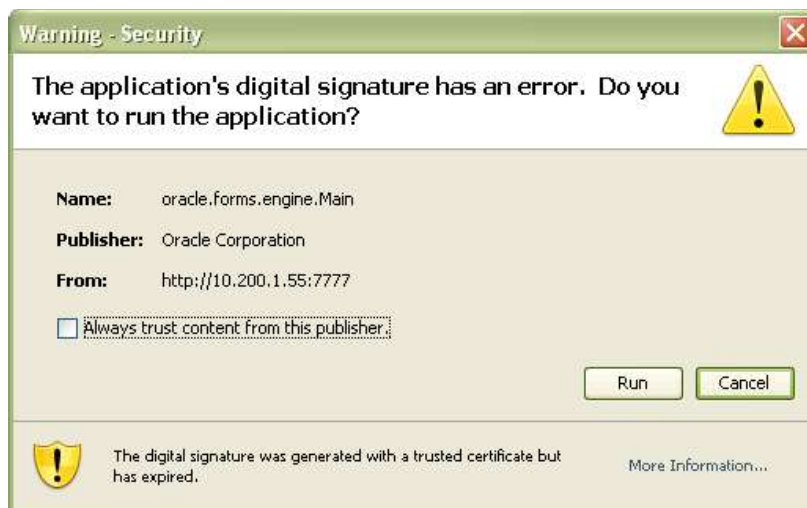 Warning - Security
The application's digital signature has an error. Do you
want to run the application?
Name: oracle.forms.engine.Main
Publisher: Oracle Corporation
From: http://10.200.1.55:7777
Always trust content from this publisher.
Run Cancel
The digital signature was generated with a trusted certificate but
has expired.
More Information...